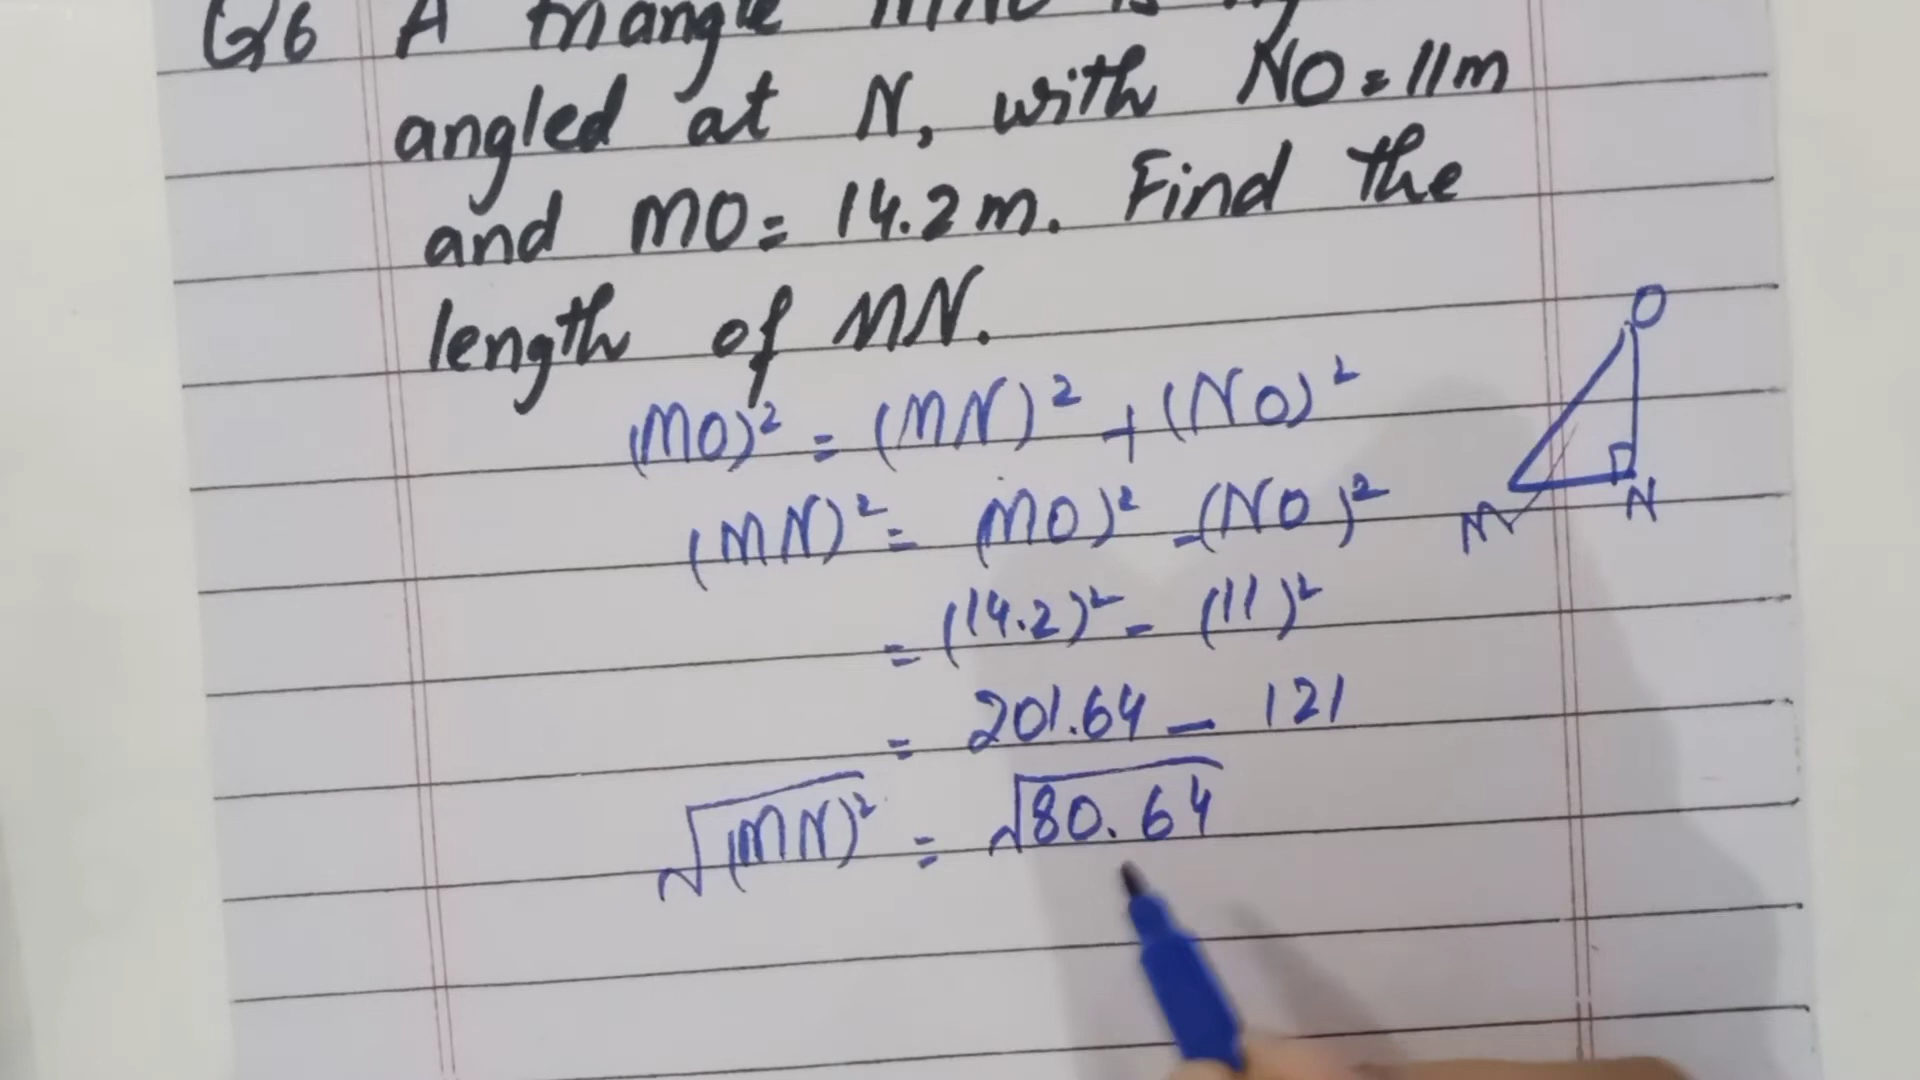 Q6 A triangle MNO is
angled at N, with NO = 11m
and MO = 14.2m. Find the
length of MN.
(MO)² = (MN)² + (NO)²
(MN)² = (MO)² - (NO)²
= (14.2)² - (11)²
= 201.64 - 121
√(MN)² = √80.64
O
M
N